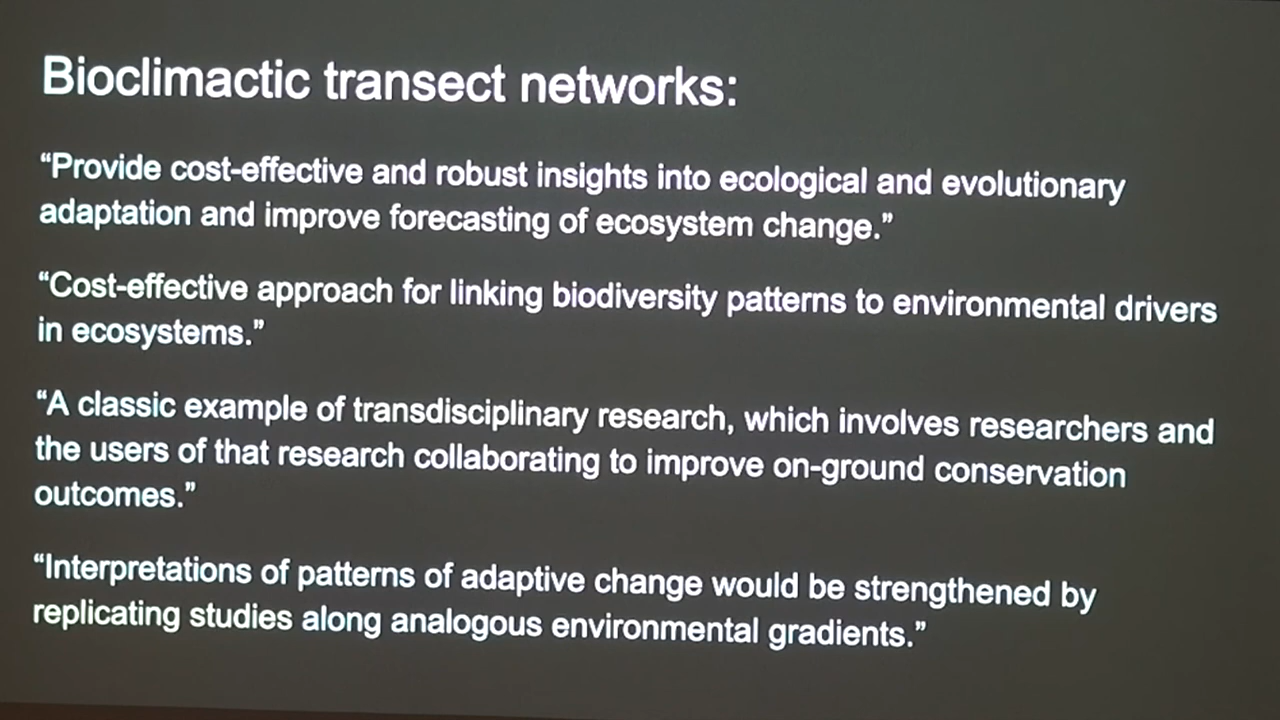 Bioclimactic transect networks:
“Provide cost-effective and robust insights into ecological and evolutionary
adaptation and improve forecasting of ecosystem change.”
“Cost-effective approach for linking biodiversity patterns to environmental drivers
in ecosystems.”
“A classic example of transdisciplinary research, which involves researchers and
the users of that research collaborating to improve on-ground conservation
outcomes.”
“Interpretations of patterns of adaptive change would be strengthened by
replicating studies along analogous environmental gradients.”